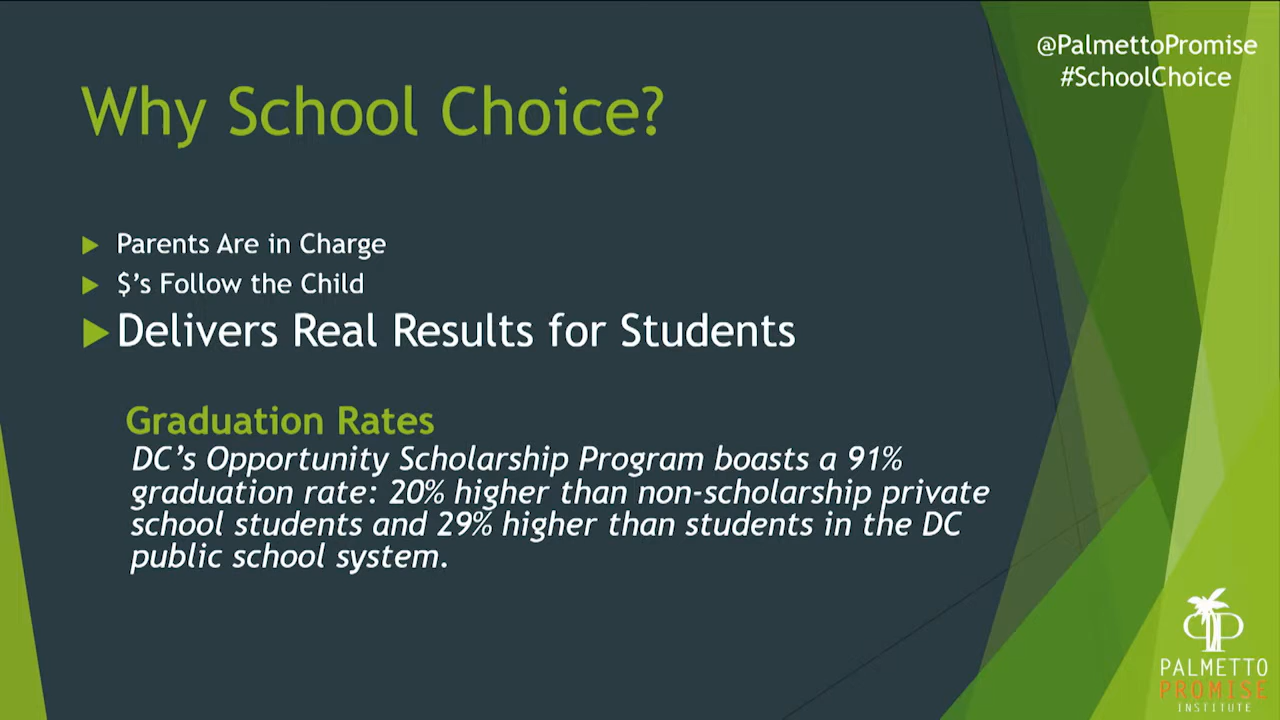 @PalmettoPromise
#SchoolChoice
Why School Choice?
Parents Are in Charge
$’s Follow the Child
Delivers Real Results for Students
Graduation Rates
DC’s Opportunity Scholarship Program boasts a 91%
graduation rate: 20% higher than non-scholarship private
school students and 29% higher than students in the DC
public school system.
PALMETTO
PROMISE
INSTITUTE